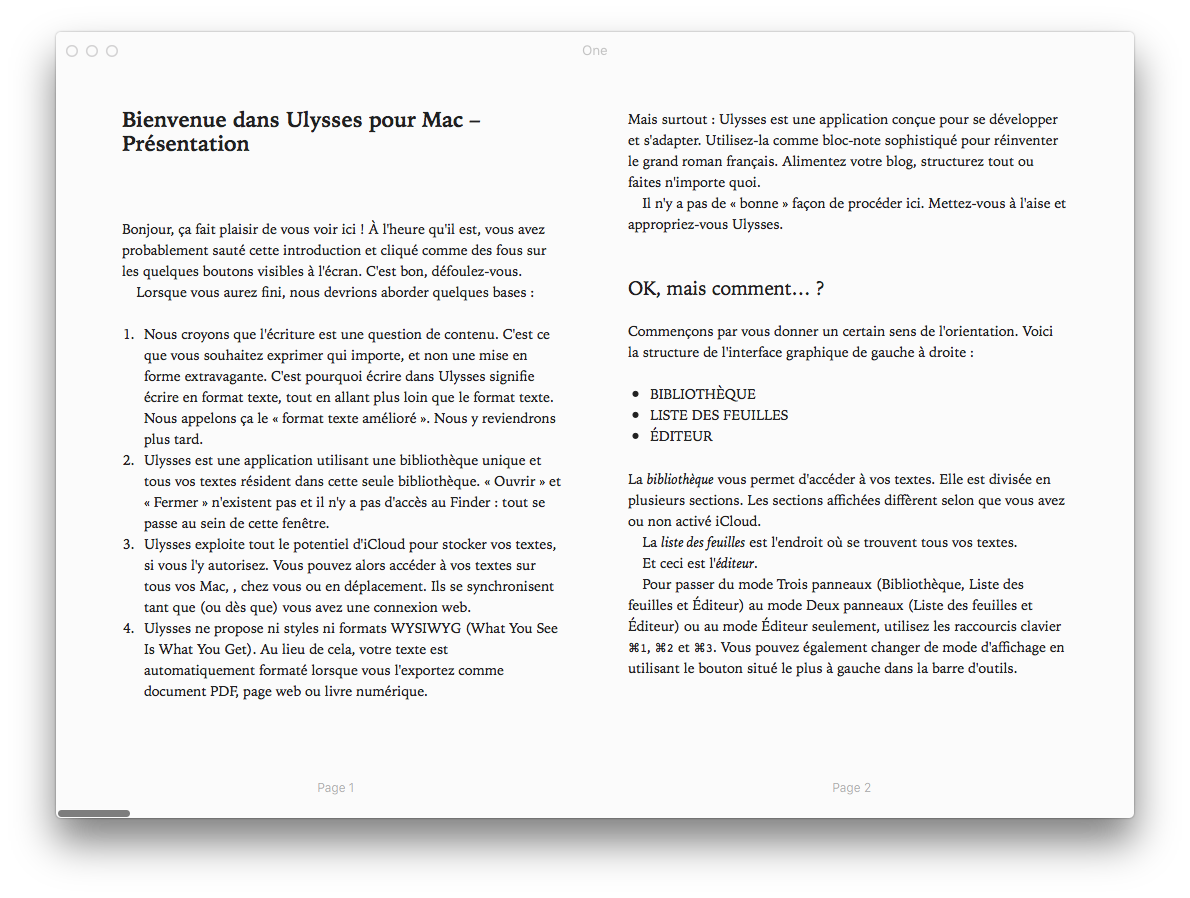 One
Bienvenue dans Ulysses pour Mac –
Présentation
Bonjour, ça fait plaisir de vous voir ici ! À l'heure qu'il est, vous avez
probablement sauté cette introduction et cliqué comme des fous sur
les quelques boutons visibles à l'écran. C'est bon, défoulez-vous.
Lorsque vous aurez fini, nous devrions aborder quelques bases :
1. Nous croyons que l'écriture est une question de contenu. C'est ce
que vous souhaitez exprimer qui importe, et non une mise en
forme extravagante. C'est pourquoi écrire dans Ulysses signifie
écrire en format texte, tout en allant plus loin que le format texte.
Nous appelons ça le « format texte amélioré ». Nous y reviendrons
plus tard.
2. Ulysses est une application utilisant une bibliothèque unique et
tous vos textes résident dans cette seule bibliothèque. « Ouvrir » et
« Fermer » n'existent pas et il n'y a pas d'accès au Finder : tout se
passe au sein de cette fenêtre.
3. Ulysses exploite tout le potentiel d'iCloud pour stocker vos textes,
si vous l'y autorisez. Vous pouvez alors accéder à vos textes sur
tous vos Mac, , chez vous ou en déplacement. Ils se synchronisent
tant que (ou dès que) vous avez une connexion web.
4. Ulysses ne propose ni styles ni formats WYSIWYG (What You See
Is What You Get). Au lieu de cela, votre texte est
automatiquement formaté lorsque vous l'exportez comme
document PDF, page web ou livre numérique.
Page 1
Mais surtout : Ulysses est une application conçue pour se développer
et s'adapter. Utilisez-la comme bloc-note sophistiqué pour réinventer
le grand roman français. Alimentez votre blog, structurez tout ou
faites n'importe quoi.
Il n'y a pas de « bonne » façon de procéder ici. Mettez-vous à l'aise et
appropriez-vous Ulysses.
OK, mais comment… ?
Commençons par vous donner un certain sens de l'orientation. Voici
la structure de l'interface graphique de gauche à droite :
• BIBLIOTHÈQUE
• LISTE DES FEUILLES
• ÉDITEUR
La bibliothèque vous permet d'accéder à vos textes. Elle est divisée en
plusieurs sections. Les sections affichées diffèrent selon que vous avez
ou non activé iCloud.
La liste des feuilles est l'endroit où se trouvent tous vos textes.
Et ceci est l'éditeur.
Pour passer du mode Trois panneaux (Bibliothèque, Liste des
feuilles et Éditeur) au mode Deux panneaux (Liste des feuilles et
Éditeur) ou au mode Éditeur seulement, utilisez les raccourcis clavier
⌘1, ⌘2 et ⌘3. Vous pouvez également changer de mode d'affichage en
utilisant le bouton situé le plus à gauche dans la barre d'outils.
Page 2